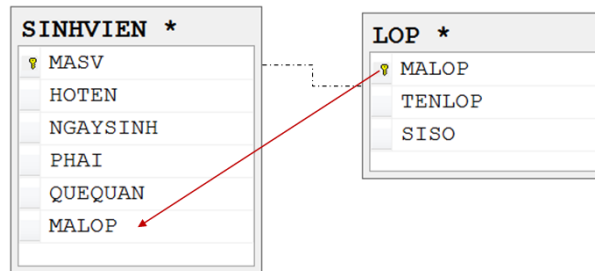 SINHVIEN *
MASV
HOTEN
NGAYSINH
PHAI
QUEQUAN
MALOP
LOP *
MALOP
TENLOP
SISO